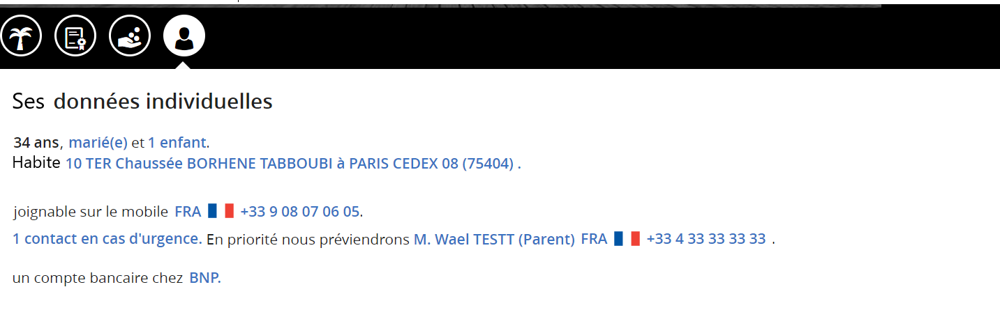 Ses données individuelles
34 ans, marié(e) et 1 enfant.
Habite 10 TER Chaussée BORHENE TABBOUBI à PARIS CEDEX 08 (75404) .
joignable sur le mobile FRA +33 9 08 07 06 05.
1 contact en cas d'urgence. En priorité nous préviendrons M. Wael TESTT (Parent) FRA +33 4 33 33 33 33 .
un compte bancaire chez BNP.